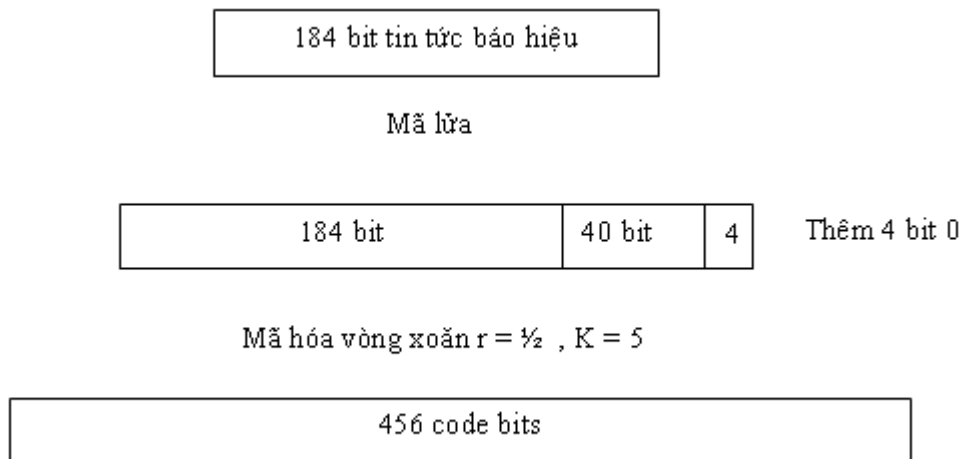 184 bit tin tức báo hiệu
Mã lửa
184 bit 40 bit 4 Thêm 4 bit 0
Mã hóa vòng xoăn r = ½ , K = 5
456 code bits